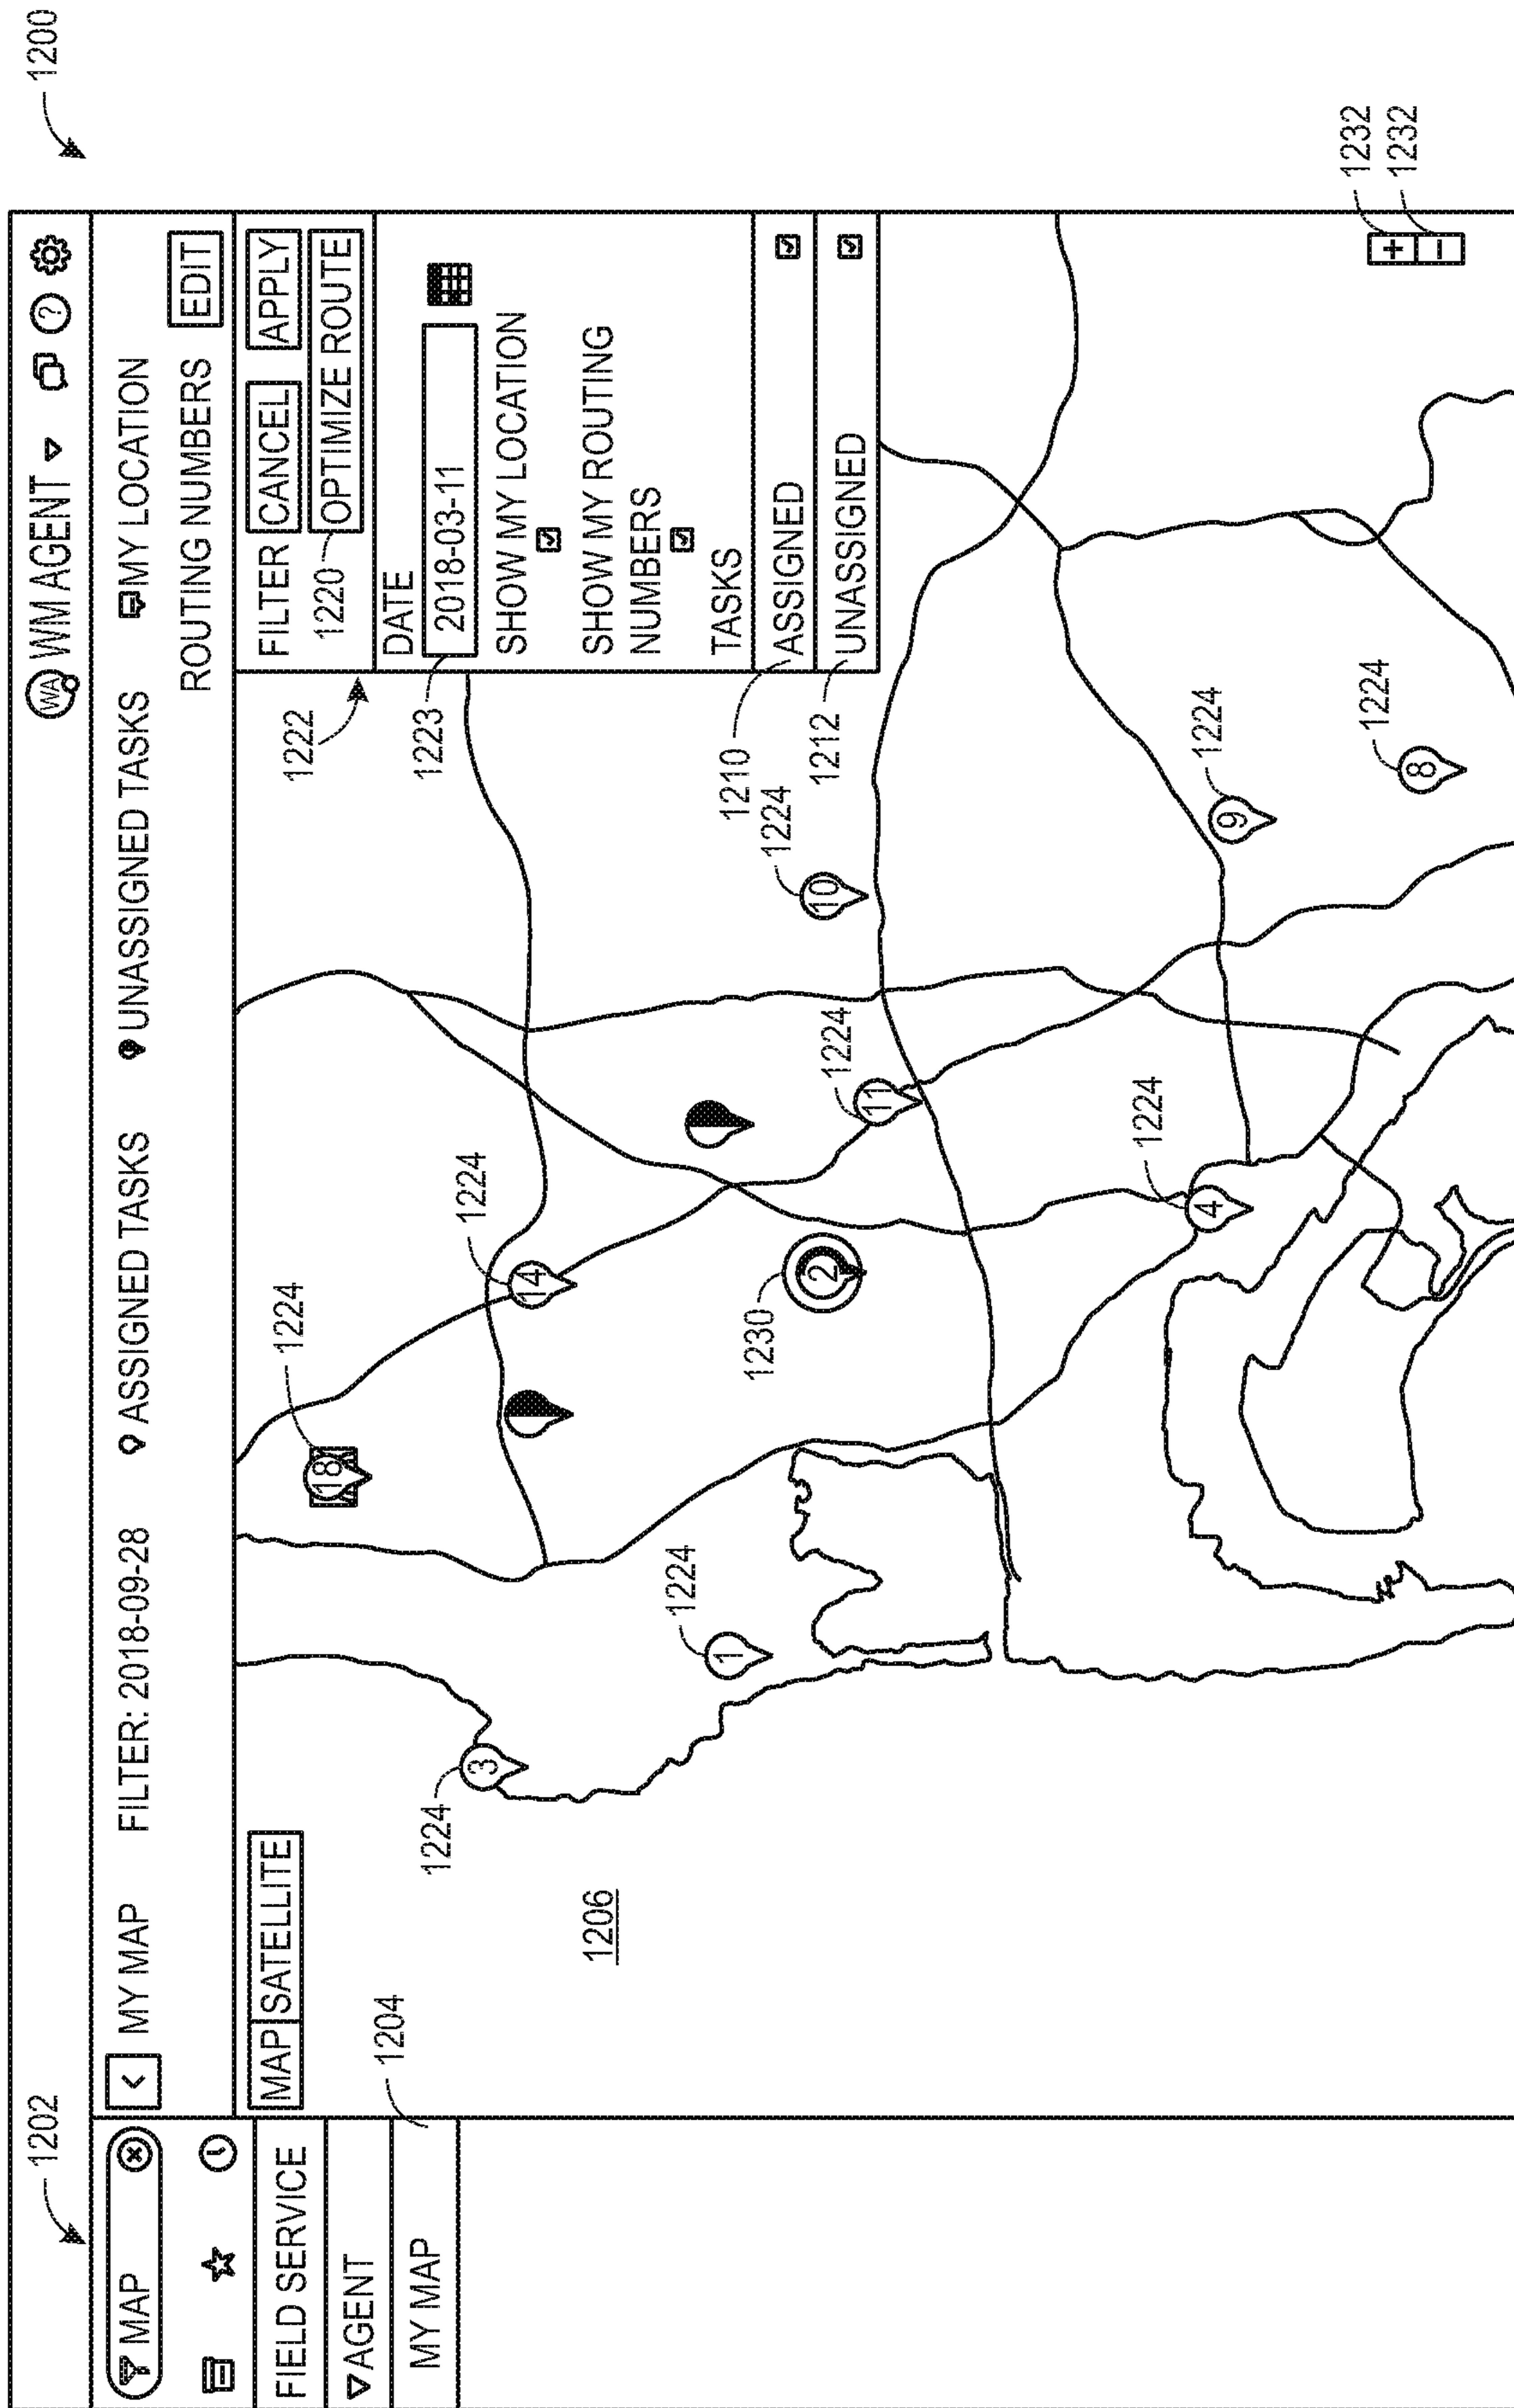 1200
1202
WA WM AGENT ?
MAP
MY MAP FILTER: 2018-09-28 ASSIGNED TASKS UNASSIGNED TASKS MY LOCATION
ROUTING NUMBERS EDIT
FIELD SERVICE
AGENT
MY MAP
1204
MAP SATELLITE
1206
FILTER CANCEL APPLY
1220 OPTIMIZE ROUTE
1222
DATE
1223
2018-03-11
SHOW MY LOCATION
SHOW MY ROUTING
NUMBERS
TASKS
1210
ASSIGNED
1212
UNASSIGNED
1224
18
1224
14
1224
3
1224
1
1230
2
1224
10
1224
11
1224
4
1224
9
1224
8
1232
+
1232
−